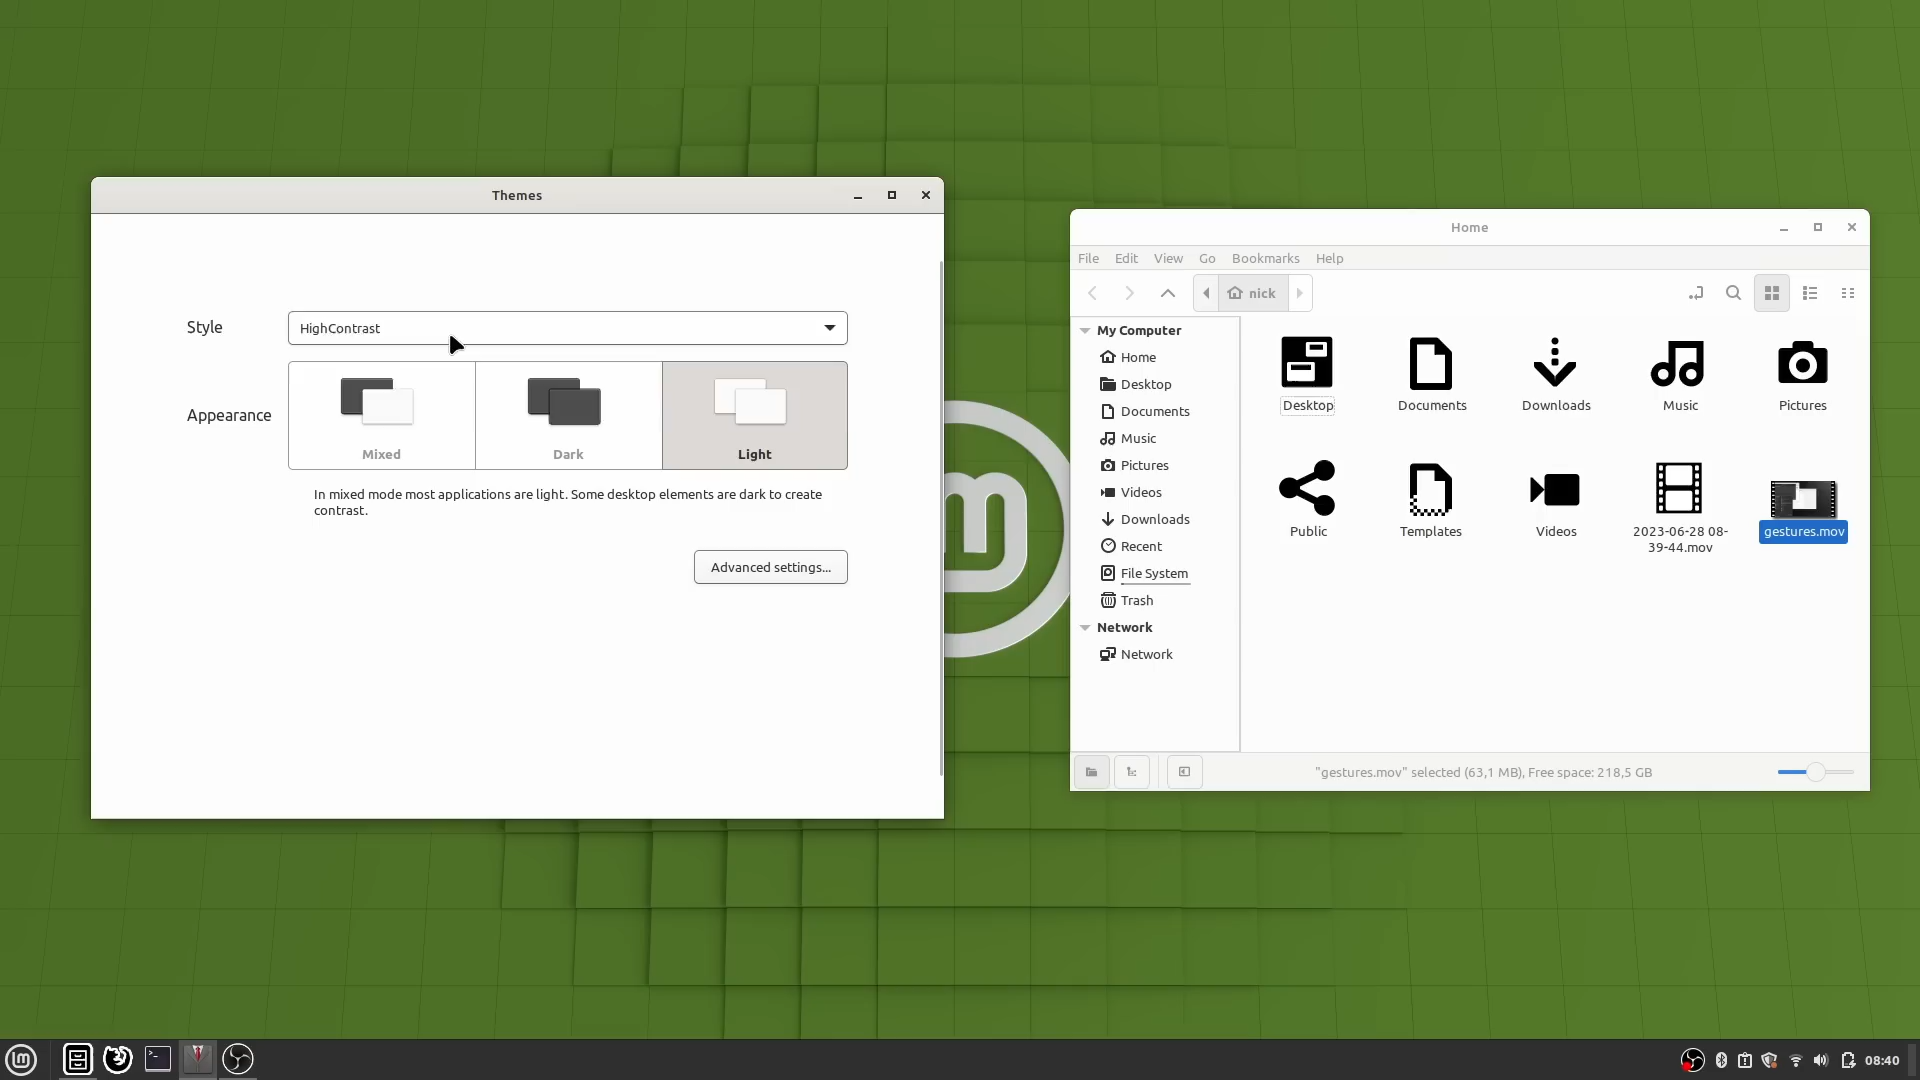 Themes
Style
HighContrast
Appearance
Mixed
Dark
Light
In mixed mode most applications are light. Some desktop elements are dark to create
contrast.
Advanced settings...
Home
File Edit View Go Bookmarks Help
nick
My Computer
Home
Desktop
Documents
Music
Pictures
Videos
Downloads
Recent
File System
Trash
Network
Network
Desktop
Documents
Downloads
Music
Pictures
Public
Templates
Videos
2023-06-28 08-
39-44.mov
gestures.mov
"gestures.mov" selected (63,1 MB), Free space: 218,5 GB
08:40